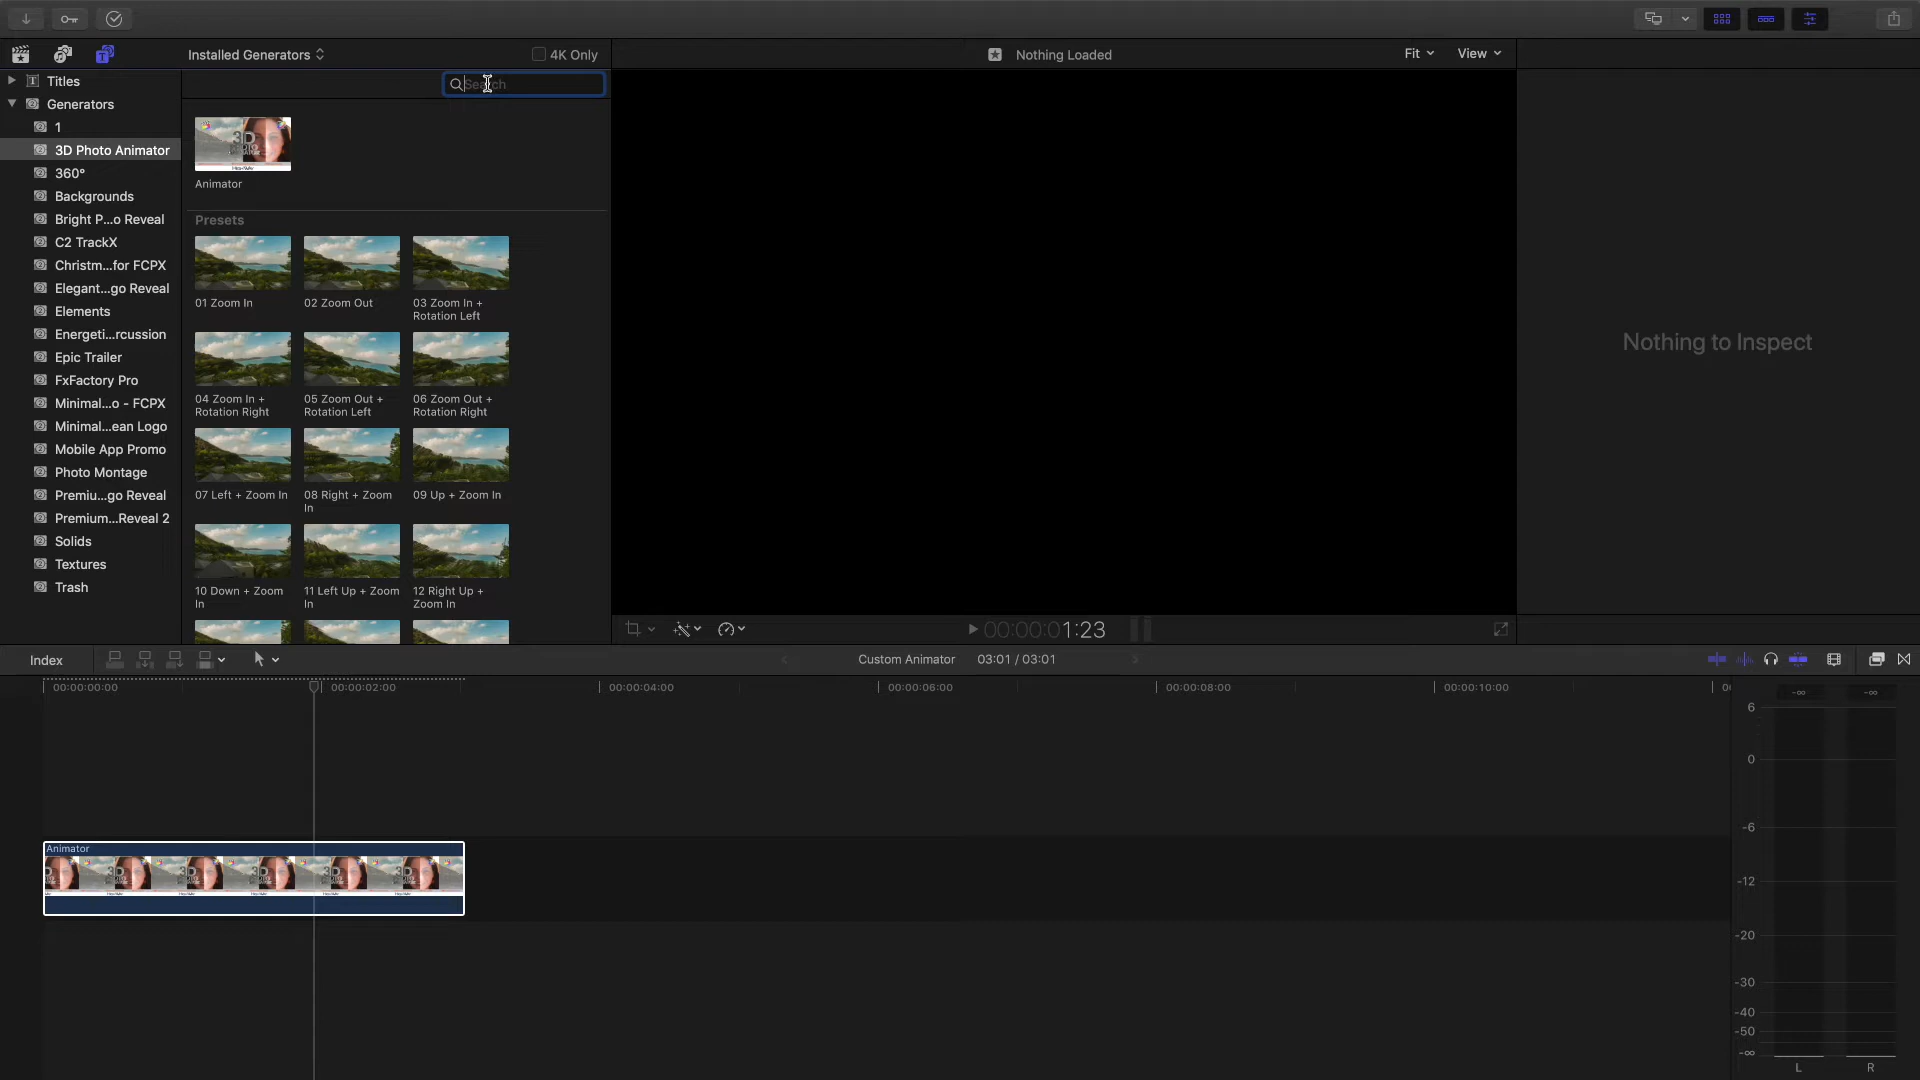 Installed Generators
4K Only
Nothing Loaded
Fit
View
Titles
Generators
1
3D Photo Animator
360°
Backgrounds
Bright P...o Reveal
C2 TrackX
Christm...for FCPX
Elegant...go Reveal
Elements
Energeti...rcussion
Epic Trailer
FxFactory Pro
Minimal...o - FCPX
Minimal...ean Logo
Mobile App Promo
Photo Montage
Premiu...go Reveal
Premium...Reveal 2
Solids
Textures
Trash
Search
3D
Animator
Presets
01 Zoom In
02 Zoom Out
03 Zoom In +
Rotation Left
04 Zoom In +
Rotation Right
05 Zoom Out +
Rotation Left
06 Zoom Out +
Rotation Right
07 Left + Zoom In
08 Right + Zoom
In
09 Up + Zoom In
10 Down + Zoom
In
11 Left Up + Zoom
In
12 Right Up +
Zoom In
Nothing to Inspect
00:00:01:23
Index
Custom Animator
03:01 / 03:01
00:00:00:00
00:00:02:00
00:00:04:00
00:00:06:00
00:00:08:00
00:00:10:00
Animator
-∞
-∞
6
0
-6
-12
-20
-30
-40
-50
-∞
L
R